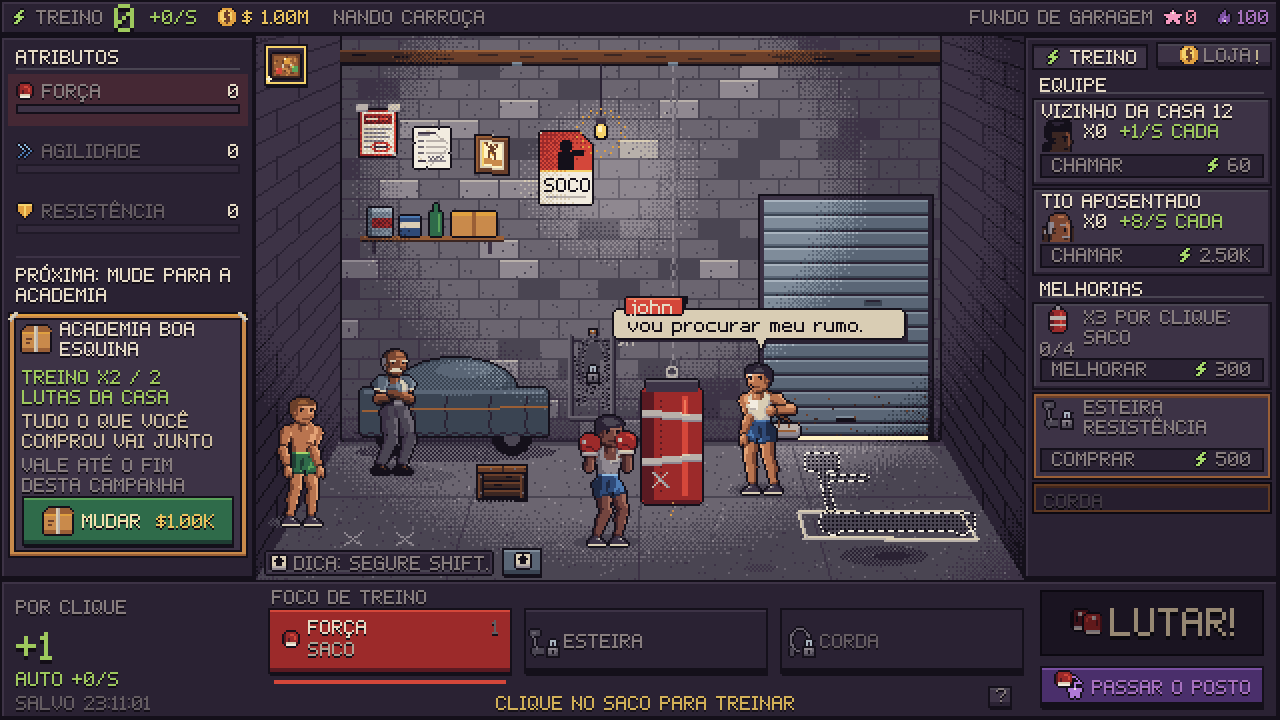 TREINO 0 +0/S $ 1.00M NANDO CARROÇA
FUNDO DE GARAGEM 0 100
ATRIBUTOS
FORÇA 0
AGILIDADE 0
RESISTÊNCIA 0
PRÓXIMA: MUDE PARA A
ACADEMIA
ACADEMIA BOA
ESQUINA
TREINO X2 / 2
LUTAS DA CASA
TUDO O QUE VOCÊ
COMPROU VAI JUNTO
VALE ATÉ O FIM
DESTA CAMPANHA
MUDAR $1.00K
SOCO
john
vou procurar meu rumo.
DICA: SEGURE SHIFT.
TREINO
LOJA!
EQUIPE
VIZINHO DA CASA 12
X0 +1/S CADA
CHAMAR 60
TIO APOSENTADO
X0 +8/S CADA
CHAMAR 2.50K
MELHORIAS
X3 POR CLIQUE:
SACO
0/4
MELHORAR 300
ESTEIRA
RESISTÊNCIA
COMPRAR 500
CORDA
POR CLIQUE
+1
AUTO +0/S
SALVO 23:11:01
FOCO DE TREINO
FORÇA 1
SACO
ESTEIRA
CORDA
CLIQUE NO SACO PARA TREINAR
?
LUTAR!
PASSAR O POSTO